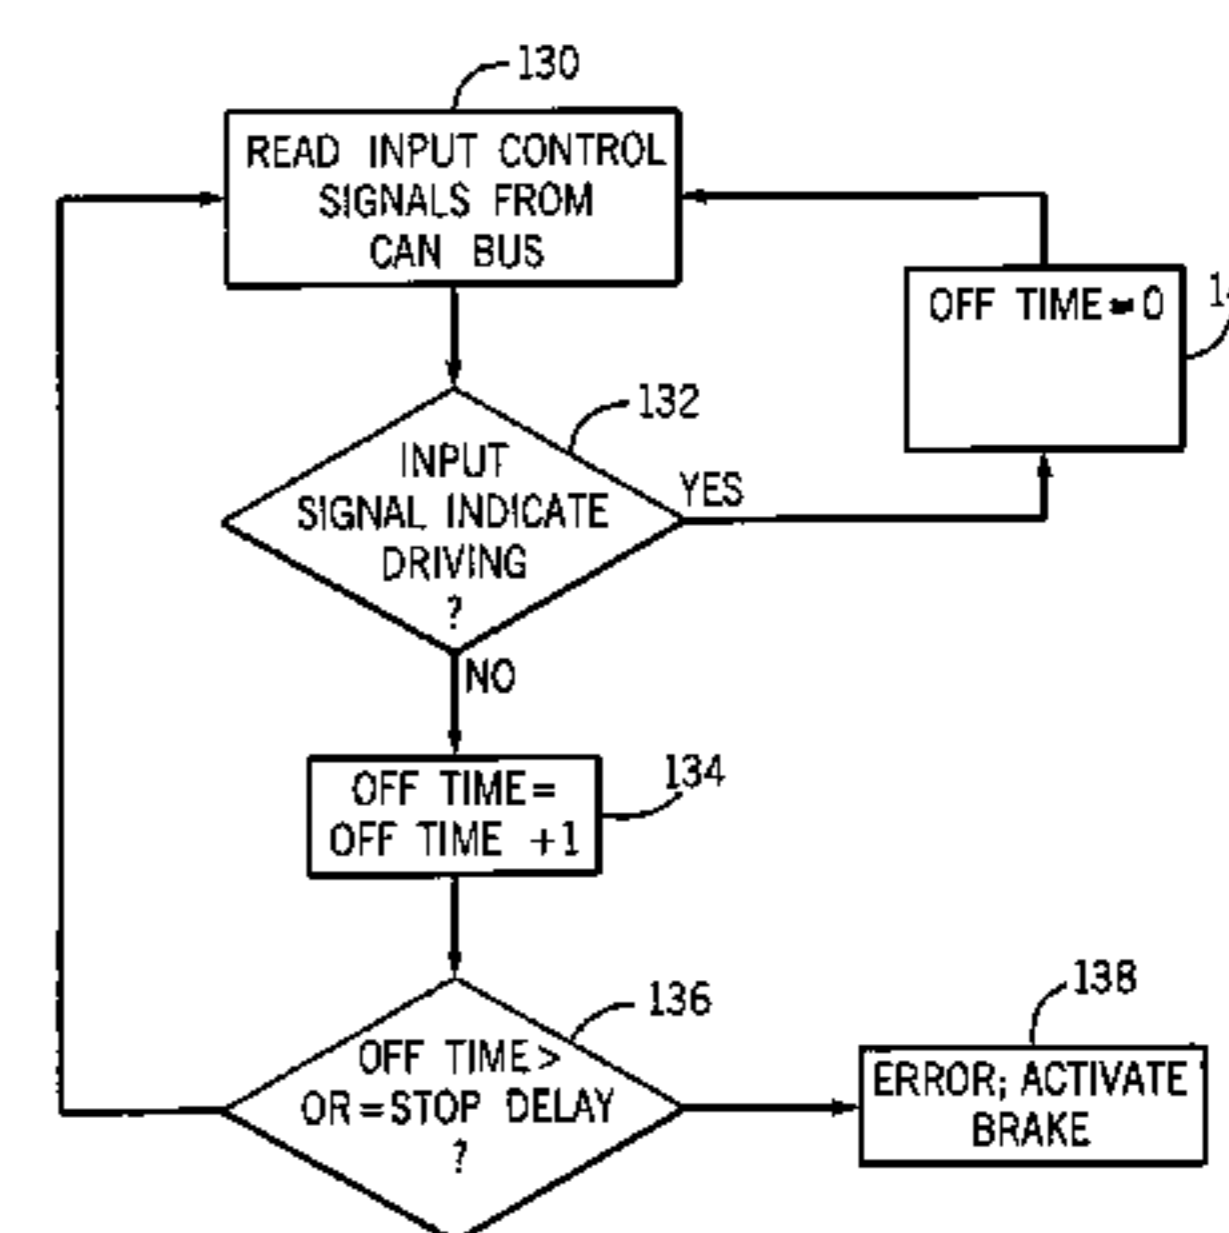 130
READ INPUT CONTROL
SIGNALS FROM
CAN BUS
OFF TIME=0
132
INPUT
SIGNAL INDICATE
DRIVING
?
YES
NO
OFF TIME=
OFF TIME +1
134
136
OFF TIME>
OR=STOP DELAY
?
138
ERROR; ACTIVATE
BRAKE